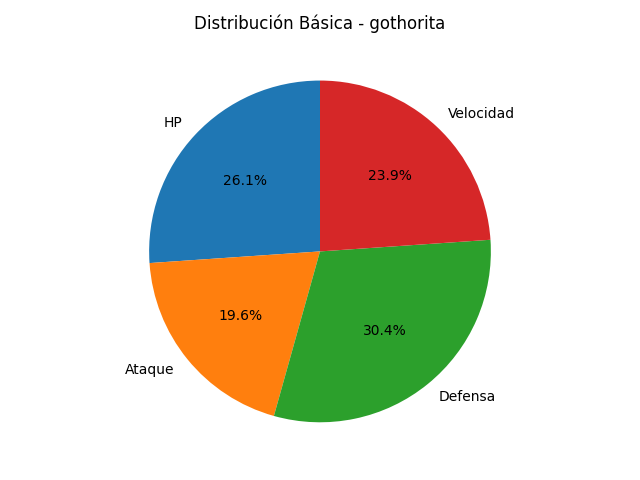 Distribución Básica - gothorita
Velocidad
HP
23.9%
26.1%
19.6%
30.4%
Ataque
Defensa